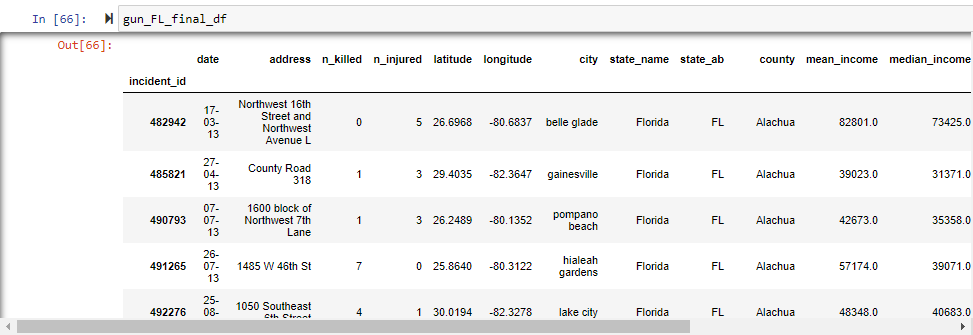 In [66]: gun_FL_final_df
Out[66]:
date address n_killed n_injured latitude longitude city state_name state_ab county mean_income median_income
incident_id
482942 17-03-13 Northwest 16th Street and Northwest Avenue L 0 5 26.6968 -80.6837 belle glade Florida FL Alachua 82801.0 73425.0
485821 27-04-13 County Road 318 1 3 29.4035 -82.3647 gainesville Florida FL Alachua 39023.0 31371.0
490793 07-07-13 1600 block of Northwest 7th Lane 1 3 26.2489 -80.1352 pompano beach Florida FL Alachua 42673.0 35358.0
491265 26-07-13 1485 W 46th St 7 0 25.8640 -80.3122 hialeah gardens Florida FL Alachua 57174.0 39071.0
492276 25-08- 1050 Southeast 6th Street 4 1 30.0194 -82.3278 lake city Florida FL Alachua 48348.0 40683.0